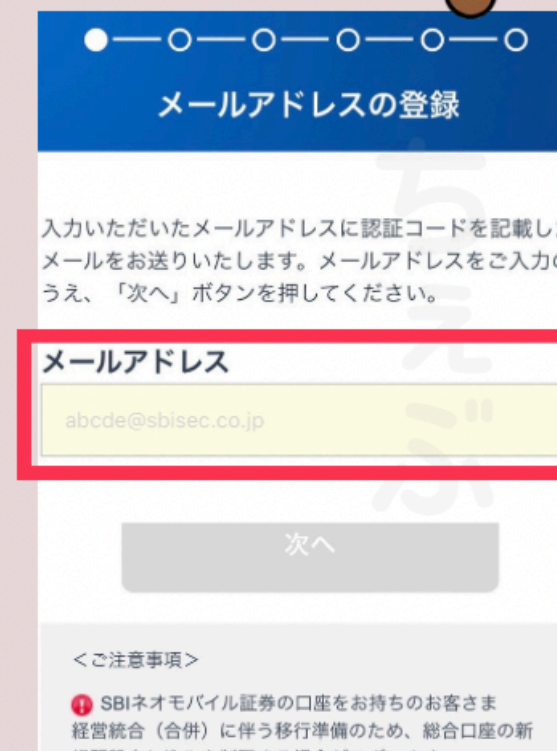 メールアドレスの登録
入力いただいたメールアドレスに認証コードを記載し
メールをお送りいたします。メールアドレスをご入力の
うえ、「次へ」ボタンを押してください。
メールアドレス
abcde@sbisec.co.jp
次へ
<ご注意事項>
SBIネオモバイル証券の口座をお持ちのお客さま
経営統合（合併）に伴う移行準備のため、総合口座の新
ちぇぶ